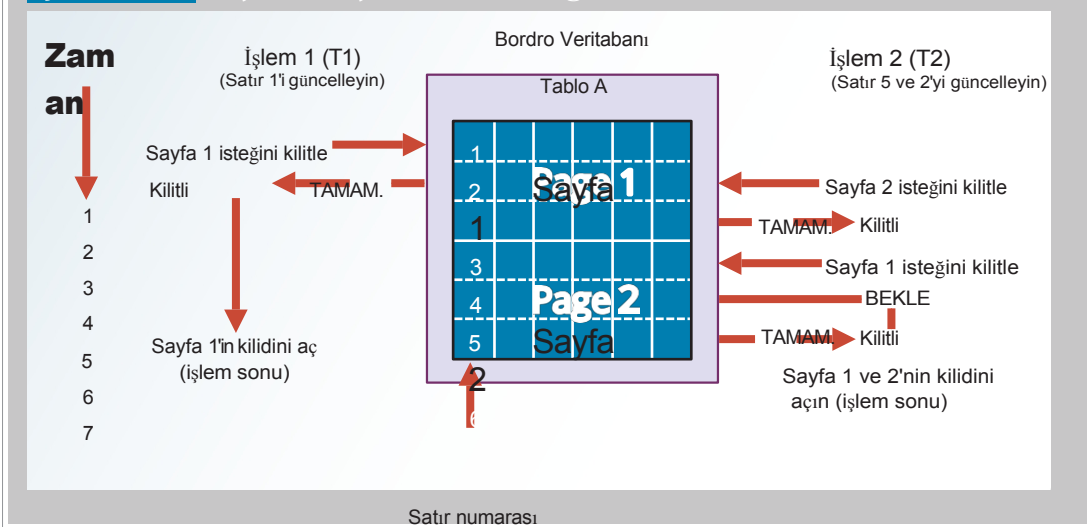 Bordro Veritabanı
Zam
an
İşlem 1 (T1)
(Satır 1'i güncelleyin)
İşlem 2 (T2)
(Satır 5 ve 2'yi güncelleyin)
Tablo A
Sayfa 1 isteğini kilitle
Kilitli
TAMAM.
Sayfa 1'in kilidini aç
(işlem sonu)
1
2
3
4
5
6
7
1
2
Page 1
Sayfa
1
3
4
Page 2
5
Sayfa
2
6
Sayfa 2 isteğini kilitle
TAMAM.
Kilitli
Sayfa 1 isteğini kilitle
BEKLE
TAMAM.
Kilitli
Sayfa 1 ve 2'nin kilidini
açın (işlem sonu)
Satır numarası